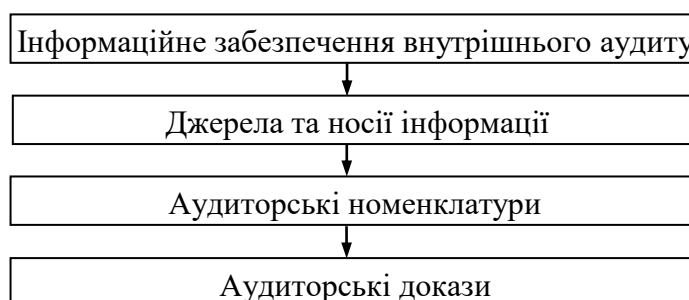 Інформаційне забезпечення внутрішнього аудиту
Джерела та носії інформації
Аудиторські номенклатури
Аудиторські докази